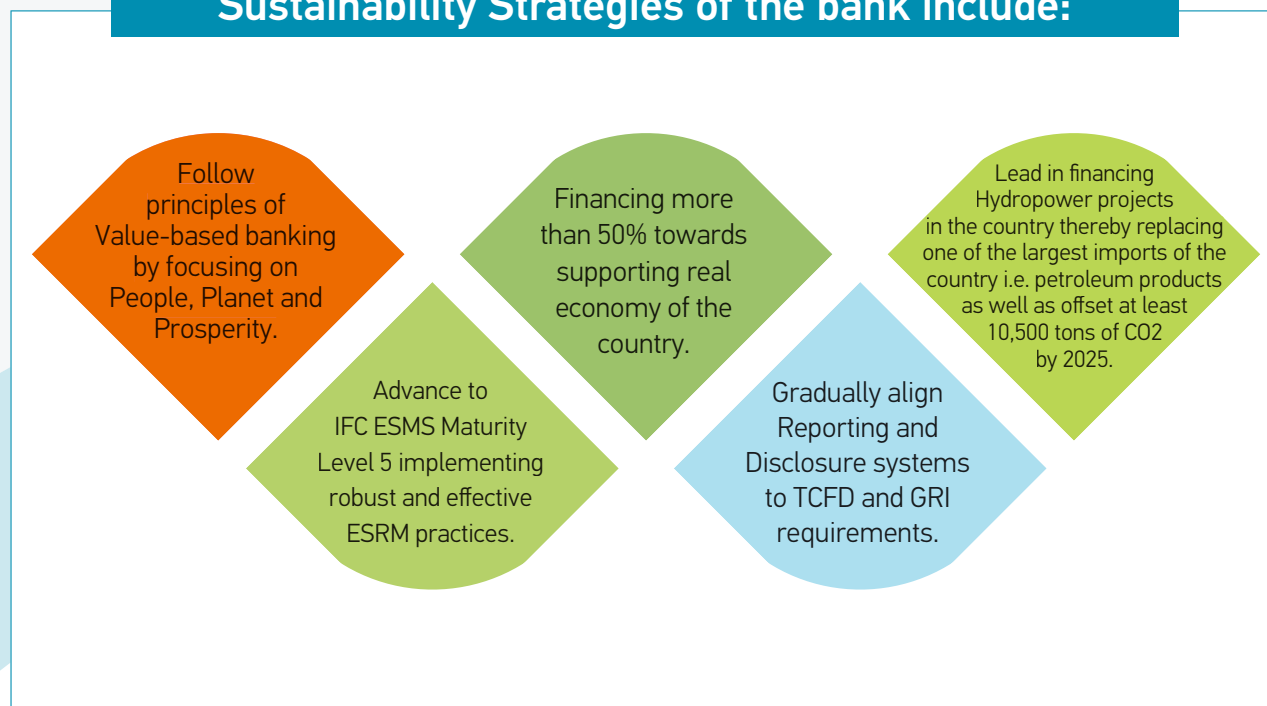 Sustainability Strategies of the bank include:
Follow
principles of
Value-based banking
by focusing on
People, Planet and
Prosperity.
Advance to
IFC ESMS Maturity
Level 5 implementing
robust and effective
ESRM practices.
Financing more
than 50% towards
supporting real
economy of the
country.
Gradually align
Reporting and
Disclosure systems
to TCFD and GRI
requirements.
Lead in financing
Hydropower projects
in the country thereby replacing
one of the largest imports of the
country i.e. petroleum products
as well as offset at least
10,500 tons of CO2
by 2025.